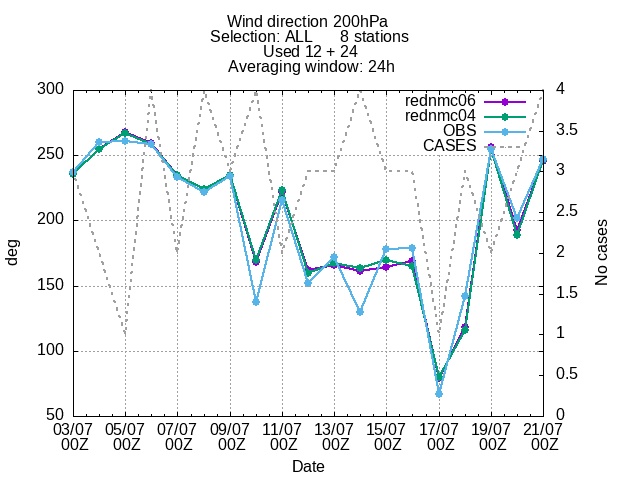 Wind direction 200hPa
Selection: ALL 8 stations
Used 12 + 24
Averaging window: 24h
rednmc06
rednmc04
OBS
CASES
300
250
200
150
100
50
deg
4
3.5
3
2.5
2
1.5
1
0.5
0
No cases
03/07 05/07 07/07 09/07 11/07 13/07 15/07 17/07 19/07 21/07
00Z 00Z 00Z 00Z 00Z 00Z 00Z 00Z 00Z 00Z
Date